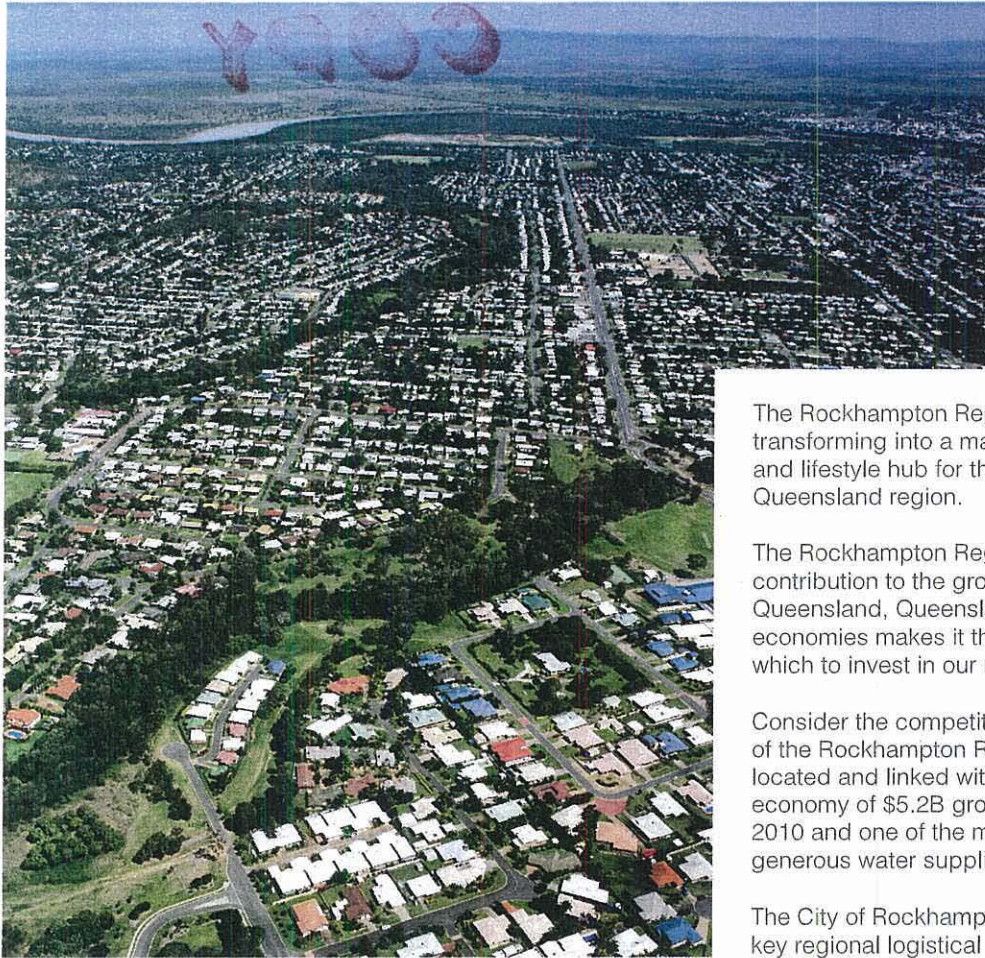 COPY
The Rockhampton Re
transforming into a ma
and lifestyle hub for th
Queensland region.
The Rockhampton Reg
contribution to the gro
Queensland, Queensl
economies makes it th
which to invest in our
Consider the competit
of the Rockhampton R
located and linked wit
economy of $5.2B gro
2010 and one of the m
generous water suppli
The City of Rockhamp
key regional logistical